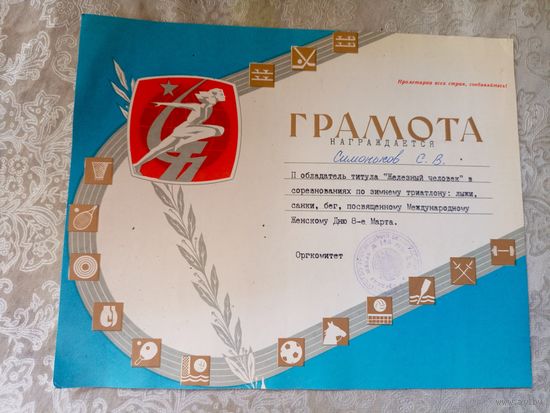 Пролетарии всех стран, соединяйтесь!
ГРАМОТА
НАГРАЖДАЕТСЯ
Симоньков С. В.
II обладатель титула "Железный человек" в
соревнованиях по зимнему триатлону: лыжи,
санки, бег, посвященному Международному
Женскому Дню 8-е Марта.
Оргкомитет